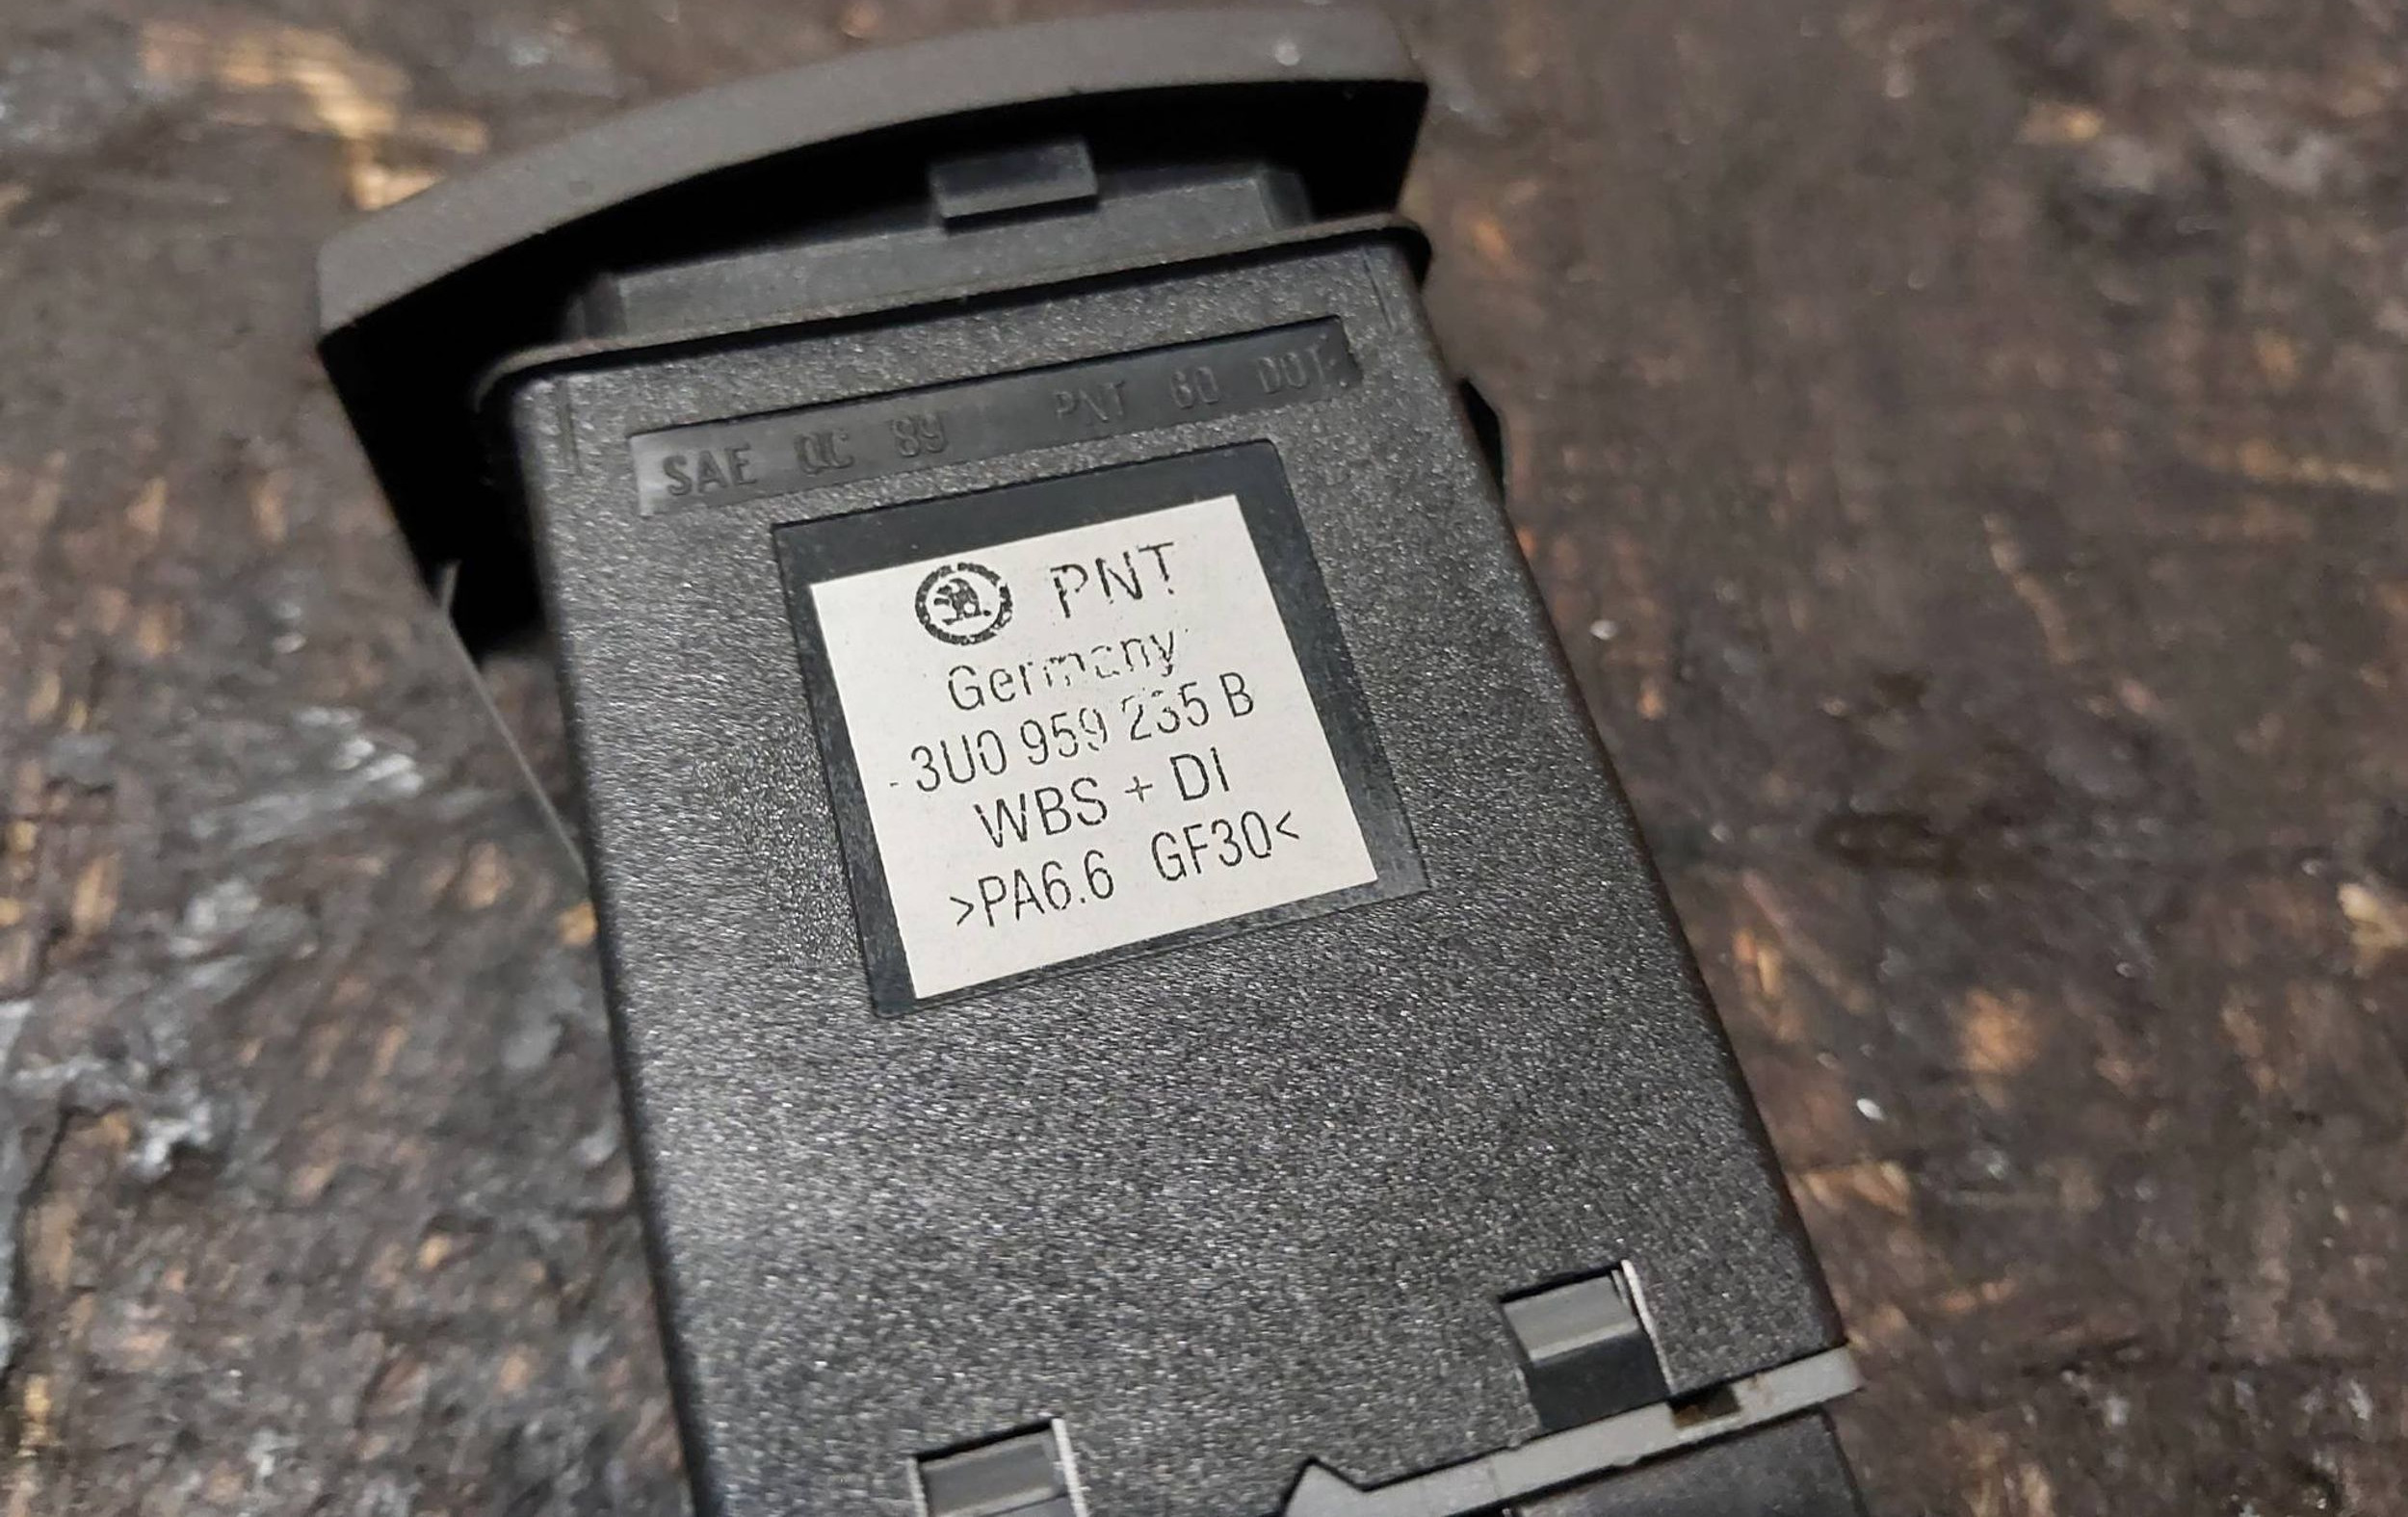 SAE QC 89 PNT 60 DOT.
PNT
Germany
3U0 959 235 B
WBS + DI
>PA6.6 GF30<